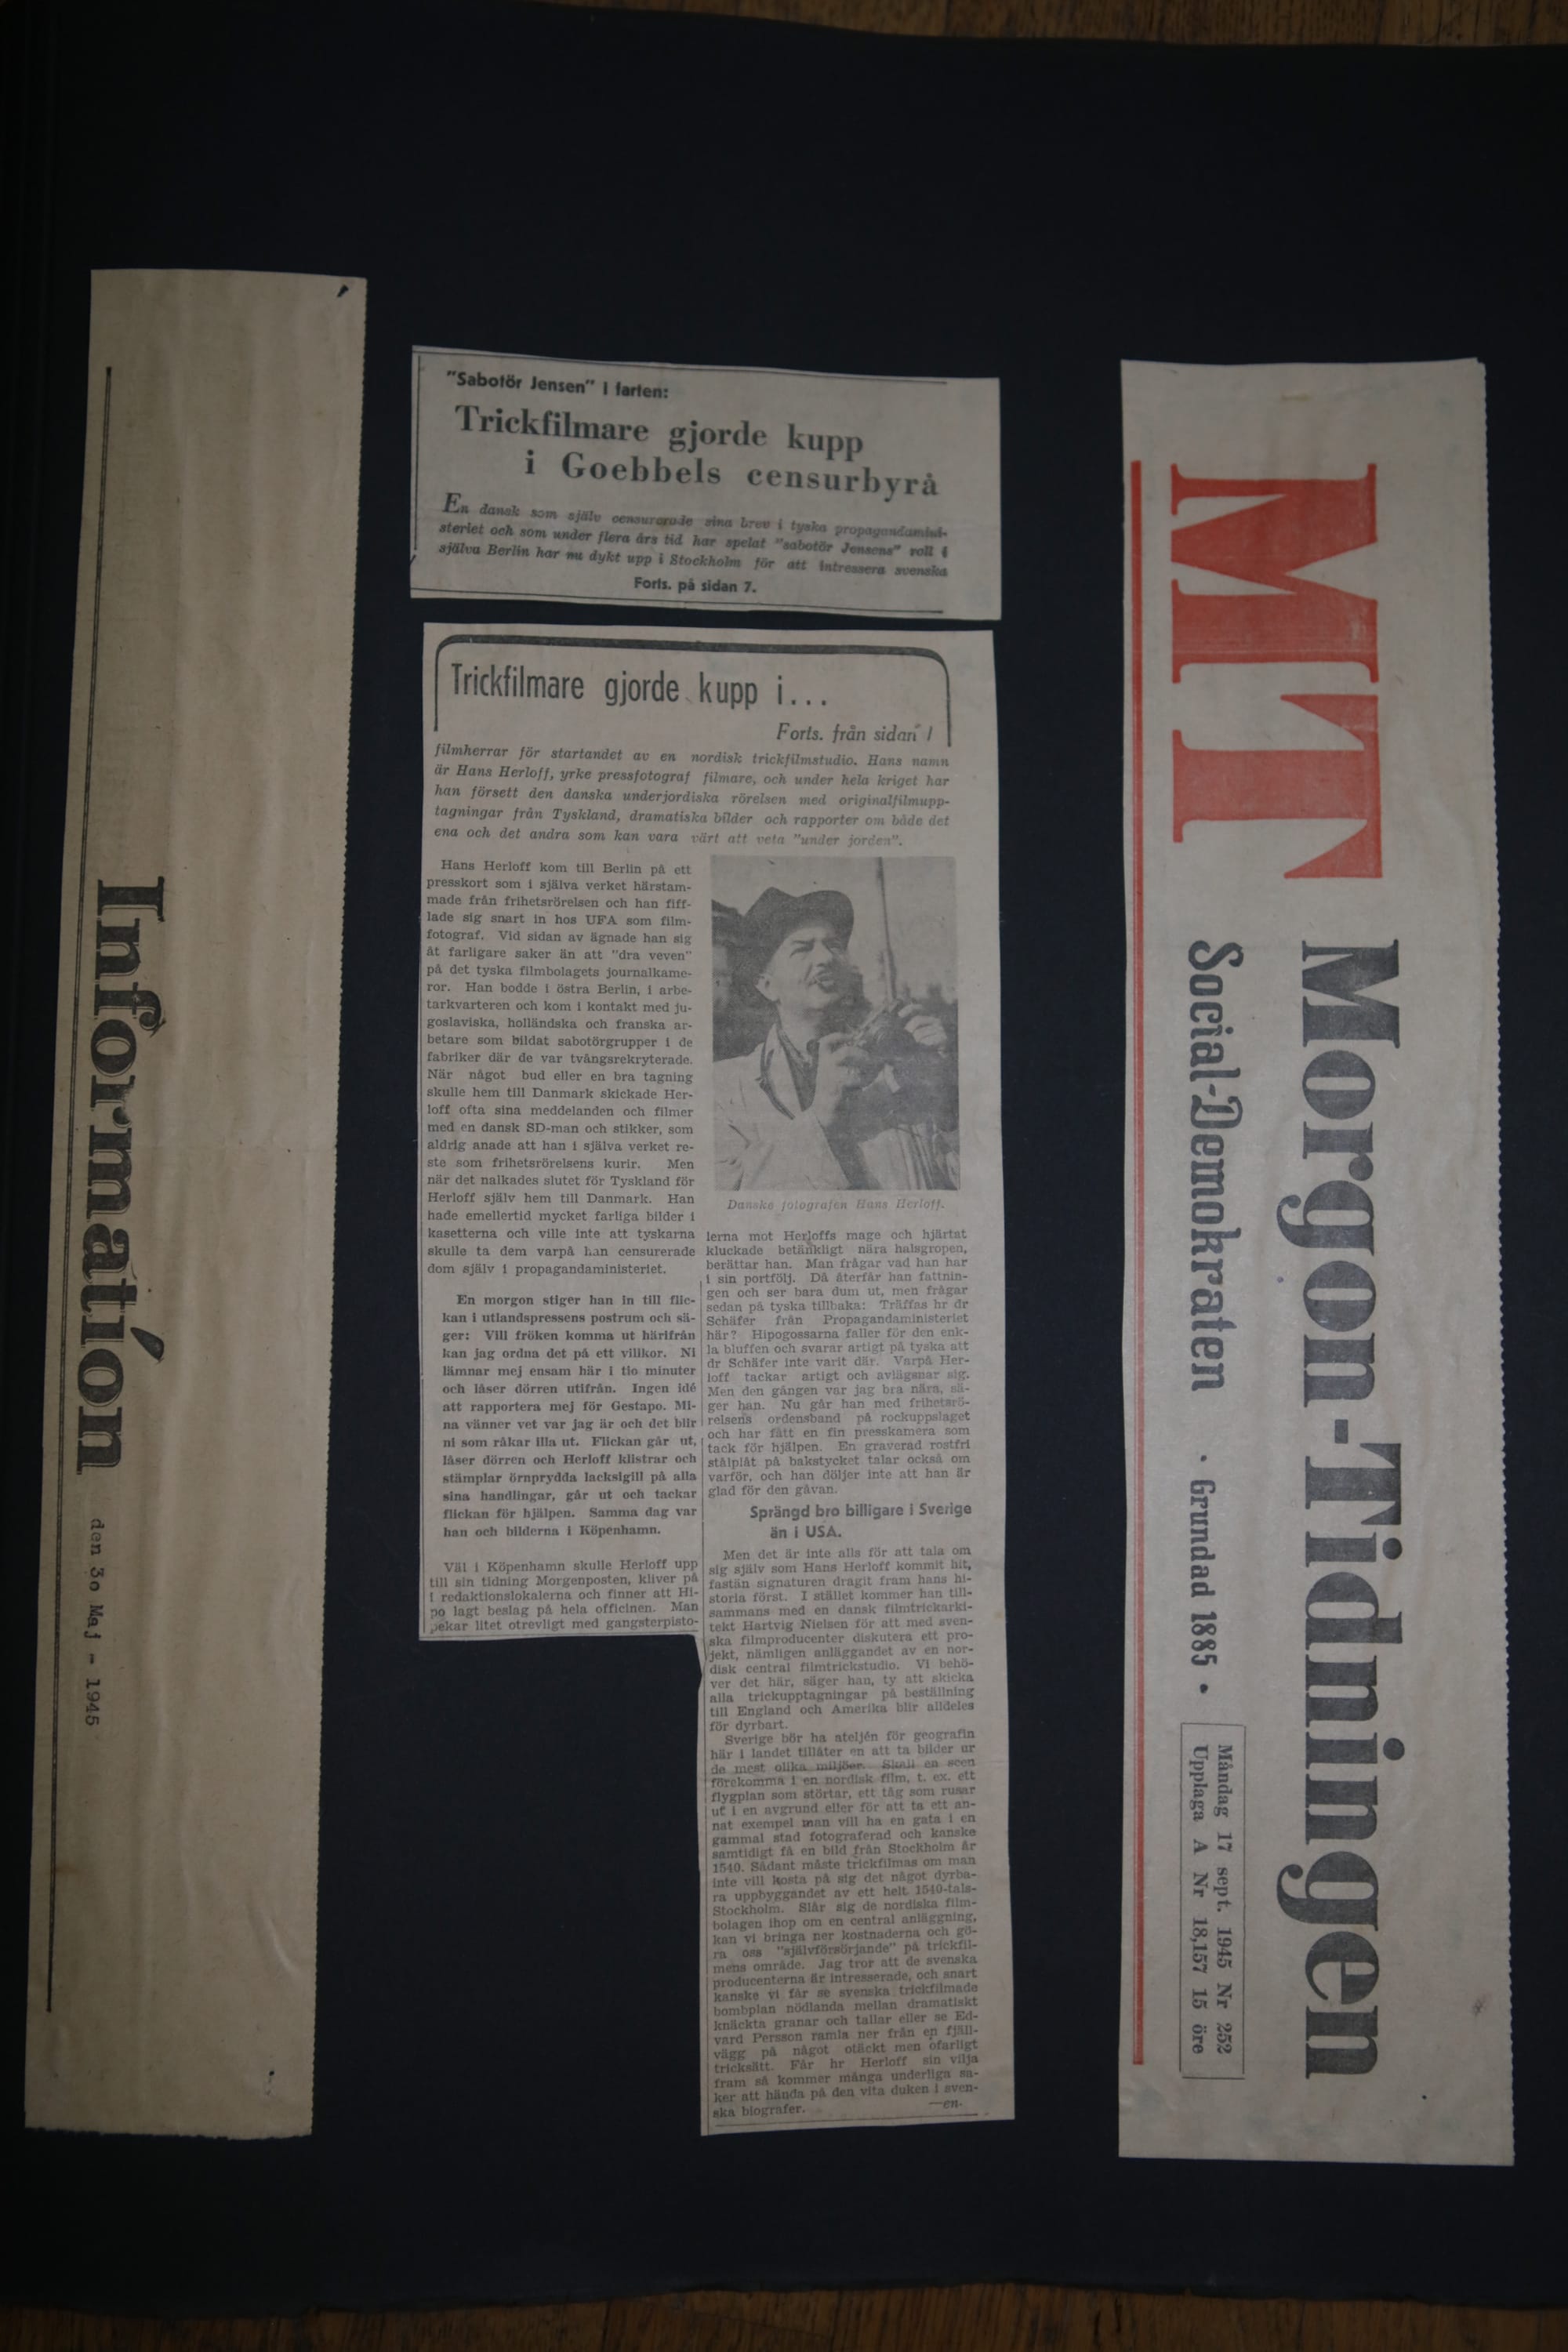 Information
den 30 Maj - 1945
"Sabotör Jensen" i farten:
Trickfilmare gjorde kupp
i Goebbels censurbyrå
En dansk som själv censurerade sina brev i tyska propagandamini-
steriet och som under flera års tid har spelat "sabotör Jensens" roll i
själva Berlin har nu dykt upp i Stockholm för att intressera svenska
Forts. på sidan 7.
Trickfilmare gjorde kupp i...
Forts. från sidan 1
filmherrar för startandet av en nordisk trickfilmstudio. Hans namn
är Hans Herloff, yrke pressfotograf filmare, och under hela kriget har
han försett den danska underjordiska rörelsen med originalfilmupp-
tagningar från Tyskland, dramatiska bilder och rapporter om både det
ena och det andra som kan vara värt att veta "under jorden".
Hans Herloff kom till Berlin på ett
presskort som i själva verket härstam-
made från frihetsrörelsen och han fiff-
lade sig snart in hos UFA som film-
fotograf. Vid sidan av ägnade han sig
åt farligare saker än att "dra veven"
på det tyska filmbolagets journalkame-
ror. Han bodde i östra Berlin, i arbe-
tarkvarteren och kom i kontakt med ju-
goslaviska, holländska och franska ar-
betare som bildat sabotörgrupper i de
fabriker där de var tvångsrekryterade.
När något bud eller en bra tagning
skulle hem till Danmark skickade Her-
loff ofta sina meddelanden och filmer
med en dansk SD-man och stikker, som
aldrig anade att han i själva verket re-
ste som frihetsrörelsens kurir. Men
när det nalkades slutet för Tyskland för
Herloff själv hem till Danmark. Han
hade emellertid mycket farliga bilder i
kasetterna och ville inte att tyskarna
skulle ta dem varpå han censurerade
dom själv i propagandaministeriet.
En morgon stiger han in till flic-
kan i utlandspressens postrum och sä-
ger: Vill fröken komma ut härifrån
kan jag ordna det på ett villkor. Ni
lämnar mej ensam här i tio minuter
och låser dörren utifrån. Ingen idé
att rapportera mej för Gestapo. Mi-
na vänner vet var jag är och det blir
ni som råkar illa ut. Flickan går ut,
låser dörren och Herloff klistrar och
stämplar örnprydda lacksigill på alla
sina handlingar, går ut och tackar
flickan för hjälpen. Samma dag var
han och bilderna i Köpenhamn.
Väl i Köpenhamn skulle Herloff upp
till sin tidning Morgenposten, kliver på
i redaktionslokalerna och finner att Hi-
po lagt beslag på hela officinen. Man
pekar litet otrevligt med gangsterpisto-
Danske fotografen Hans Herloff.
lerna mot Herloffs mage och hjärtat
kluckade betänkligt nära halsgropen,
berättar han. Man frågar vad han har
i sin portfölj. Då återfår han fattnin-
gen och ser bara dum ut, men frågar
sedan på tyska tillbaka: Träffas hr dr
Schäfer från Propagandaministeriet
här? Hipogossarna faller för den enk-
la bluffen och svarar artigt på tyska att
dr Schäfer inte varit där. Varpå Her-
loff tackar artigt och avlägsnar sig.
Men den gången var jag bra nära, sä-
ger han. Nu går han med frihetsrö-
relsens ordensband på rockuppslaget
och har fått en fin presskamera som
tack för hjälpen. En graverad rostfri
stålplåt på bakstycket talar också om
varför, och han döljer inte att han är
glad för den gåvan.
Sprängd bro billigare i Sverige
än i USA.
Men det är inte alls för att tala om
sig själv som Hans Herloff kommit hit,
fastän signaturen dragit fram hans hi-
storia först. I stället kommer han till-
sammans med en dansk filmtrickarki-
tekt Hartvig Nielsen för att med sven-
ska filmproducenter diskutera ett pro-
jekt, nämligen anläggandet av en nor-
disk central filmtrickstudio. Vi behö-
ver det här, säger han, ty att skicka
alla trickupptagningar på beställning
till England och Amerika blir alldeles
för dyrbart.
Sverige bör ha ateljén för geografin
här i landet tillåter en att ta bilder ur
de mest olika miljöer. Skall en scen
förekomma i en nordisk film, t. ex. ett
flygplan som störtar, ett tåg som rusar
ut i en avgrund eller för att ta ett an-
nat exempel man vill ha en gata i en
gammal stad fotograferad och kanske
samtidigt få en bild från Stockholm år
1540. Sådant måste trickfilmas om man
inte vill kosta på sig det något dyrba-
ra uppbyggandet av ett helt 1540-tals-
Stockholm. Slår sig de nordiska film-
bolagen ihop om en central anläggning,
kan vi bringa ner kostnaderna och gö-
ra oss "självförsörjande" på trickfil-
mens område. Jag tror att de svenska
producenterna är intresserade, och snart
kanske vi får se svenska trickfilmade
bombplan nödlanda mellan dramatiskt
knäckta granar och tallar eller se Ed-
vard Persson ramla ner från en fjäll-
vägg på något otäckt men ofarligt
tricksätt. Får hr Herloff sin vilja
fram så kommer många underliga sa-
ker att hända på den vita duken i sven-
ska biografer.
—en.
MT Morgon-Tidningen
Social-Demokraten • Grundad 1885 •
Måndag 17 sept. 1945 Nr 252
Upplaga A Nr 18,157 15 öre